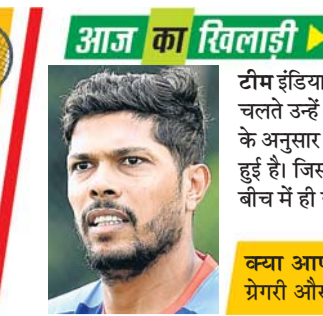 आज का खिलाड़ी
टीम इंडिया
चलते उन्हें
के अनुसार
हुई है। जिस
बीच में ही
क्या आप
ग्रेगरी और